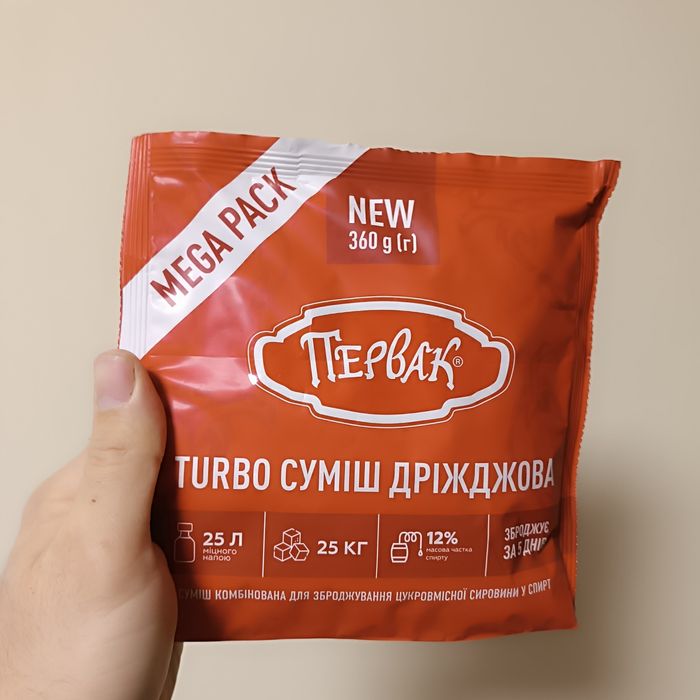 MEGA PACK
NEW
360 g (г)
ПЕРВАК®
TURBO СУМІШ ДРІЖДЖОВА
25 Л
міцного
напою
25 КГ
12%
масова частка
спирту
ЗБРОДЖУЄ
ЗА 5 ДНІВ
СУМІШ КОМБІНОВАНА ДЛЯ ЗБРОДЖУВАННЯ ЦУКРОВМІСНОЇ СИРОВИНИ У СПИРТ